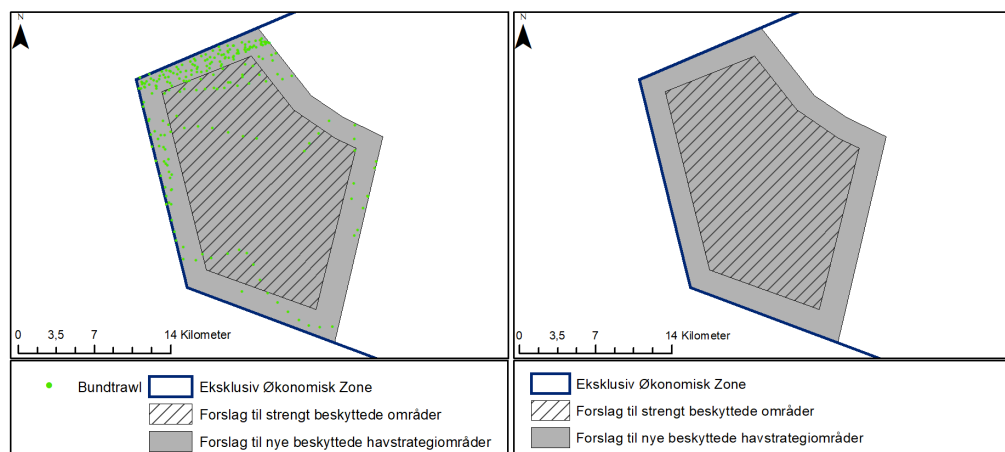 N
0 3,5 7 14 Kilometer
Bundtrawl Eksklusiv Økonomisk Zone
Forslag til strengt beskyttede områder
Forslag til nye beskyttede havstrategiområder
N
0 3,5 7 14 Kilometer
Eksklusiv Økonomisk Zone
Forslag til strengt beskyttede områder
Forslag til nye beskyttede havstrategiområder